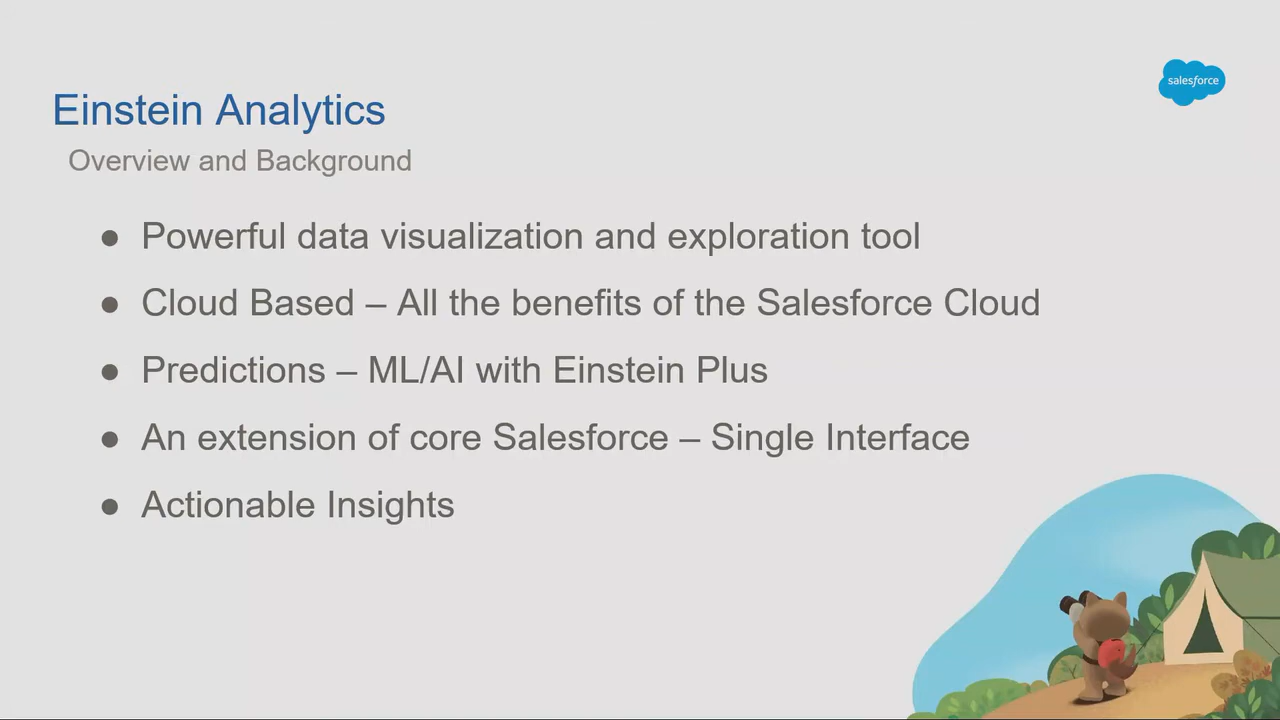 salesforce
Einstein Analytics
Overview and Background
● Powerful data visualization and exploration tool
● Cloud Based – All the benefits of the Salesforce Cloud
● Predictions – ML/AI with Einstein Plus
● An extension of core Salesforce – Single Interface
● Actionable Insights